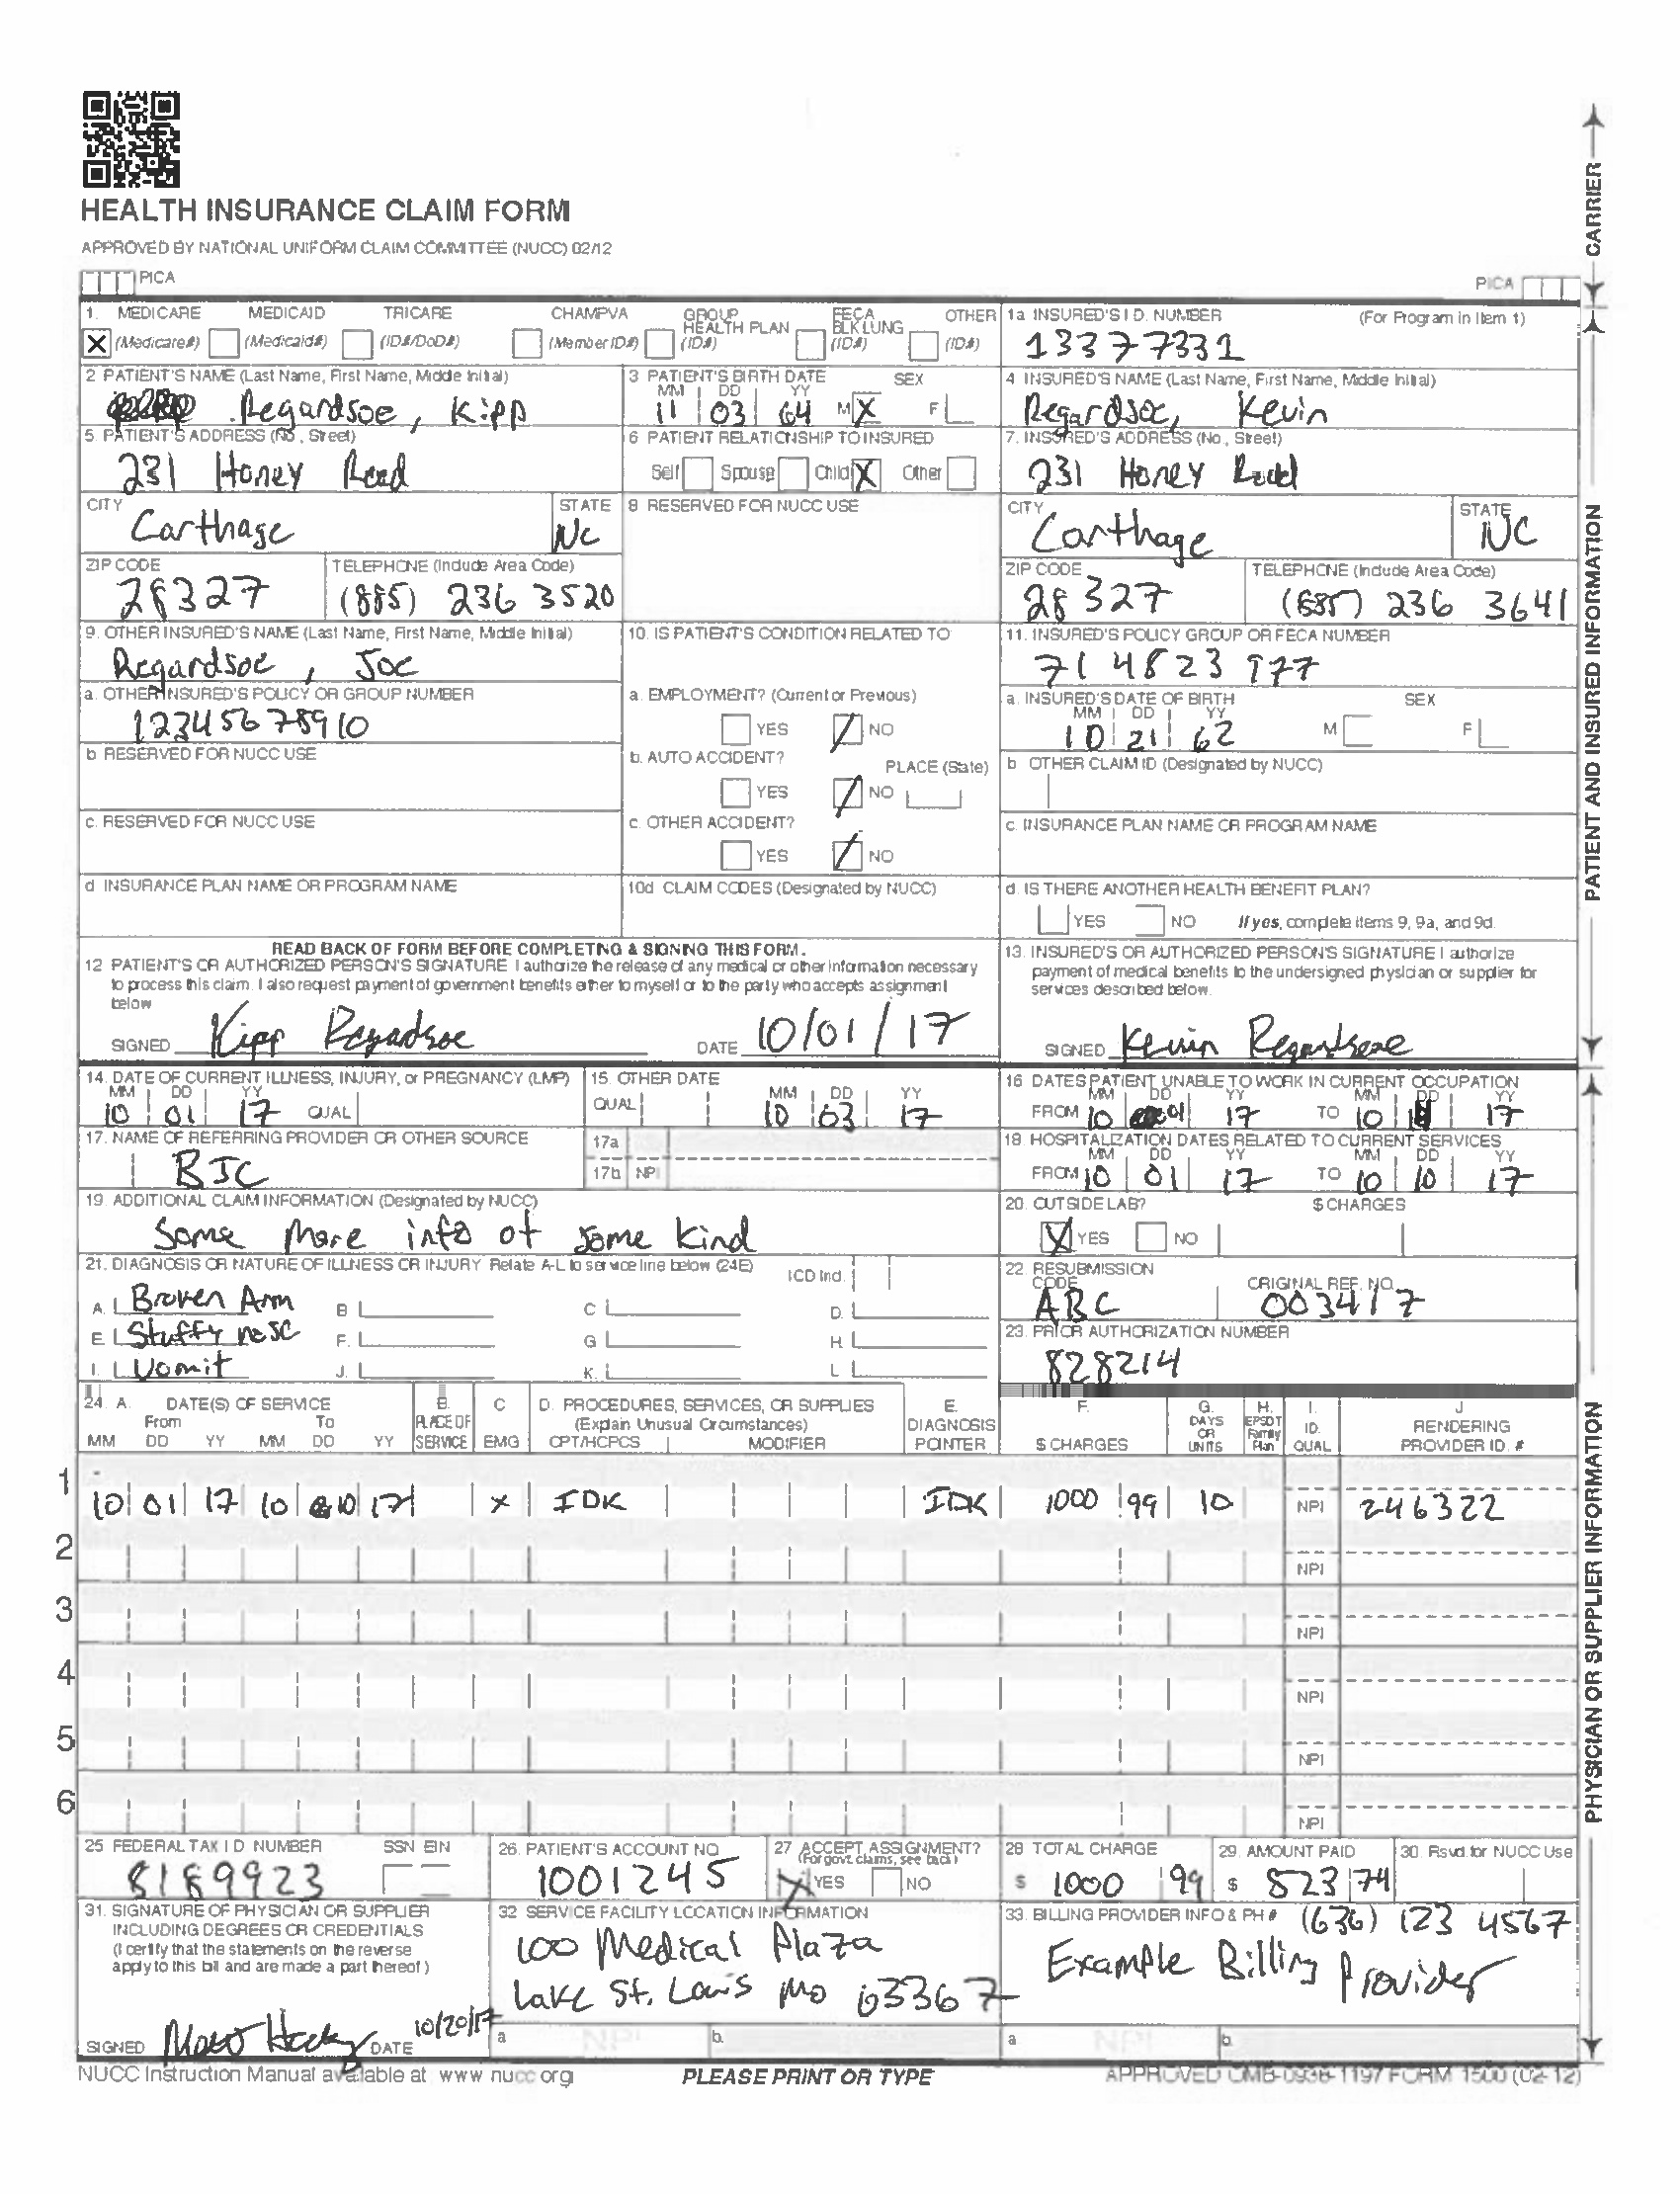 HEALTH INSURANCE CLAIM FORM
APPROVED BY NATIONAL UNIFORM CLAIM COMMITTEE (NUCC) 02/12
PICA
PICA
CARRIER
1. MEDICARE MEDICAID TRICARE CHAMPVA GROUP HEALTH PLAN FECA BLK LUNG OTHER
X (Medicare#) (Medicaid#) (ID#/DoD#) (Member ID#) (ID#) (ID#) (ID#)
1a INSURED'S I.D. NUMBER (For Program in Item 1)
13377331
2 PATIENT'S NAME (Last Name, First Name, Middle Initial)
Regardsoe, Kipp
3 PATIENT'S BIRTH DATE SEX
MM DD YY
11 03 64 M X F
4 INSURED'S NAME (Last Name, First Name, Middle Initial)
Regardsoe, Kevin
5. PATIENT'S ADDRESS (No., Street)
231 Honey Road
6 PATIENT RELATIONSHIP TO INSURED
Self Spouse Child X Other
7. INSURED'S ADDRESS (No., Street)
231 Honey Road
CITY STATE
Carthage NC
8 RESERVED FOR NUCC USE
CITY STATE
Carthage NC
ZIP CODE TELEPHONE (Include Area Code)
28327 (885) 236 3520
ZIP CODE TELEPHONE (Include Area Code)
28327 (885) 236 3641
9. OTHER INSURED'S NAME (Last Name, First Name, Middle Initial)
Regardsoe, Joe
10. IS PATIENT'S CONDITION RELATED TO
11. INSURED'S POLICY GROUP OR FECA NUMBER
71 4823 977
a. OTHER INSURED'S POLICY OR GROUP NUMBER
12345678910
a. EMPLOYMENT? (Current or Previous)
YES NO
a. INSURED'S DATE OF BIRTH SEX
MM DD YY
10 21 62 M F
b RESERVED FOR NUCC USE
b. AUTO ACCIDENT? PLACE (State)
YES NO
b OTHER CLAIM ID (Designated by NUCC)
c. RESERVED FOR NUCC USE
c. OTHER ACCIDENT?
YES NO
c. INSURANCE PLAN NAME OR PROGRAM NAME
d INSURANCE PLAN NAME OR PROGRAM NAME
10d CLAIM CODES (Designated by NUCC)
d. IS THERE ANOTHER HEALTH BENEFIT PLAN?
YES NO If yes, complete items 9, 9a, and 9d.
PATIENT AND INSURED INFORMATION
READ BACK OF FORM BEFORE COMPLETING & SIGNING THIS FORM.
12 PATIENT'S OR AUTHORIZED PERSON'S SIGNATURE I authorize the release of any medical or other information necessary
to process this claim. I also request payment of government benefits either to myself or to the party who accepts assignment
below
SIGNED Kipp Regardsoe DATE 10/01/17
13. INSURED'S OR AUTHORIZED PERSON'S SIGNATURE I authorize
payment of medical benefits to the undersigned physician or supplier for
services described below.
SIGNED Kevin Regardsoe
14. DATE OF CURRENT ILLNESS, INJURY, or PREGNANCY (LMP)
MM DD YY
10 01 17 QUAL
15. OTHER DATE
QUAL MM DD YY
10 03 17
16 DATES PATIENT UNABLE TO WORK IN CURRENT OCCUPATION
MM DD YY MM DD YY
FROM 10 01 17 TO 10 17
17. NAME OF REFERRING PROVIDER OR OTHER SOURCE
BJC
17a
17b NPI
18 HOSPITALIZATION DATES RELATED TO CURRENT SERVICES
MM DD YY MM DD YY
FROM 10 01 17 TO 10 10 17
19. ADDITIONAL CLAIM INFORMATION (Designated by NUCC)
Some more info of some kind
20. OUTSIDE LAB? $ CHARGES
X YES NO
21. DIAGNOSIS OR NATURE OF ILLNESS OR INJURY Relate A-L to service line below (24E) ICD Ind.
A. Broken Arm B C D.
E. Stuffy nose F. G H.
I. Vomit J. K. L
22. RESUBMISSION CODE ORIGINAL REF. NO.
ABC 003417
23. PRIOR AUTHORIZATION NUMBER
828214
24. A. DATE(S) OF SERVICE B. PLACE OF SERVICE C EMG D. PROCEDURES, SERVICES, OR SUPPLIES E. DIAGNOSIS POINTER F. $ CHARGES G. DAYS OR UNITS H. EPSDT Family Plan I. ID. QUAL J RENDERING PROVIDER ID. #
From To (Explain Unusual Circumstances)
MM DD YY MM DD YY CPT/HCPCS MODIFIER
1 10 01 17 10 10 17 x IDK IDK 1000 99 10 NPI 246322
2 NPI
3 NPI
4 NPI
5 NPI
6 NPI
PHYSICIAN OR SUPPLIER INFORMATION
25 FEDERAL TAX I.D. NUMBER SSN EIN
8189923
26. PATIENT'S ACCOUNT NO.
1001245
27 ACCEPT ASSIGNMENT?
(For govt. claims, see back)
X YES NO
28 TOTAL CHARGE
$ 1000 99
29. AMOUNT PAID
$ 823 74
30. Rsvd. for NUCC Use
31. SIGNATURE OF PHYSICIAN OR SUPPLIER
INCLUDING DEGREES OR CREDENTIALS
(I certify that the statements on the reverse
apply to this bill and are made a part thereof.)
SIGNED DATE 10/20/17
32 SERVICE FACILITY LOCATION INFORMATION
100 Medical Plaza
Lake St. Louis Mo 63367
a NPI b.
33. BILLING PROVIDER INFO & PH # (636) 123 4567
Example Billing Provider
a NPI b.
NUCC Instruction Manual available at www nucc org
PLEASE PRINT OR TYPE
APPROVED OMB-0938-1197 FORM 1500 (02-12)